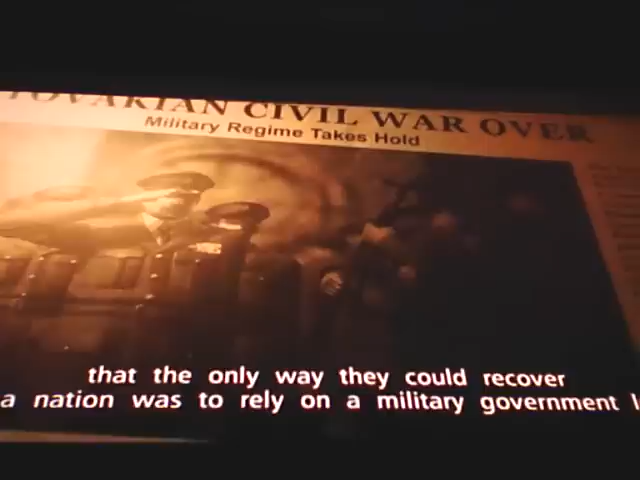 CIVIL WAR OVER
Military Regime Takes Hold
that the only way they could recover
a nation was to rely on a military government